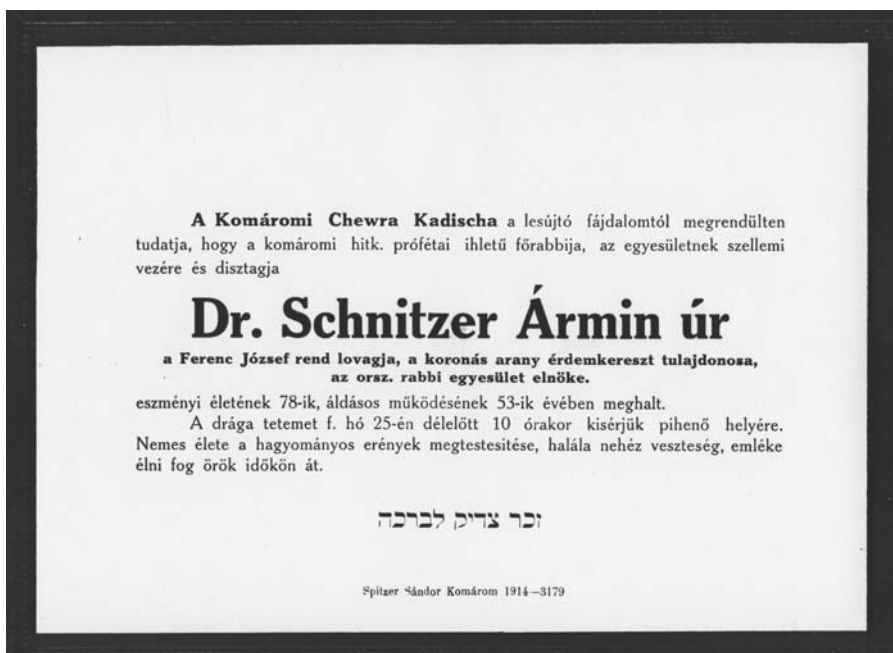 A Komáromi Chewra Kadischa a lesújtó fájdalomtól megrendülten
tudatja, hogy a komáromi hitk. prófétai ihletű főrabbija, az egyesületnek szellemi
vezére és disztagja
Dr. Schnitzer Ármin úr
a Ferenc József rend lovagja, a koronás arany érdemkereszt tulajdonosa,
az orsz. rabbi egyesület elnöke.
eszményi életének 78-ik, áldásos működésének 53-ik évében meghalt.
A drága tetemet f. hó 25-én délelőtt 10 órakor kisérjük pihenő helyére.
Nemes élete a hagyományos erények megtestesitése, halála nehéz veszteség, emléke
élni fog örök időkön át.
זכר צדיק לברכה
Spitzer Sándor Komárom 1914—3179